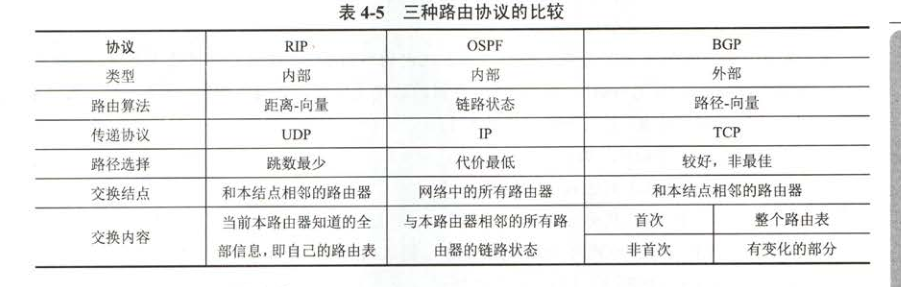 表 4-5 三种路由协议的比较
协议 RIP OSPF BGP
类型 内部 内部 外部
路由算法 距离-向量 链路状态 路径-向量
传递协议 UDP IP TCP
路径选择 跳数最少 代价最低 较好，非最佳
交换结点 和本结点相邻的路由器 网络中的所有路由器 和本结点相邻的路由器
交换内容 当前本路由器知道的全 与本路由器相邻的所有路 首次 整个路由表
部信息，即自己的路由表 由器的链路状态 非首次 有变化的部分